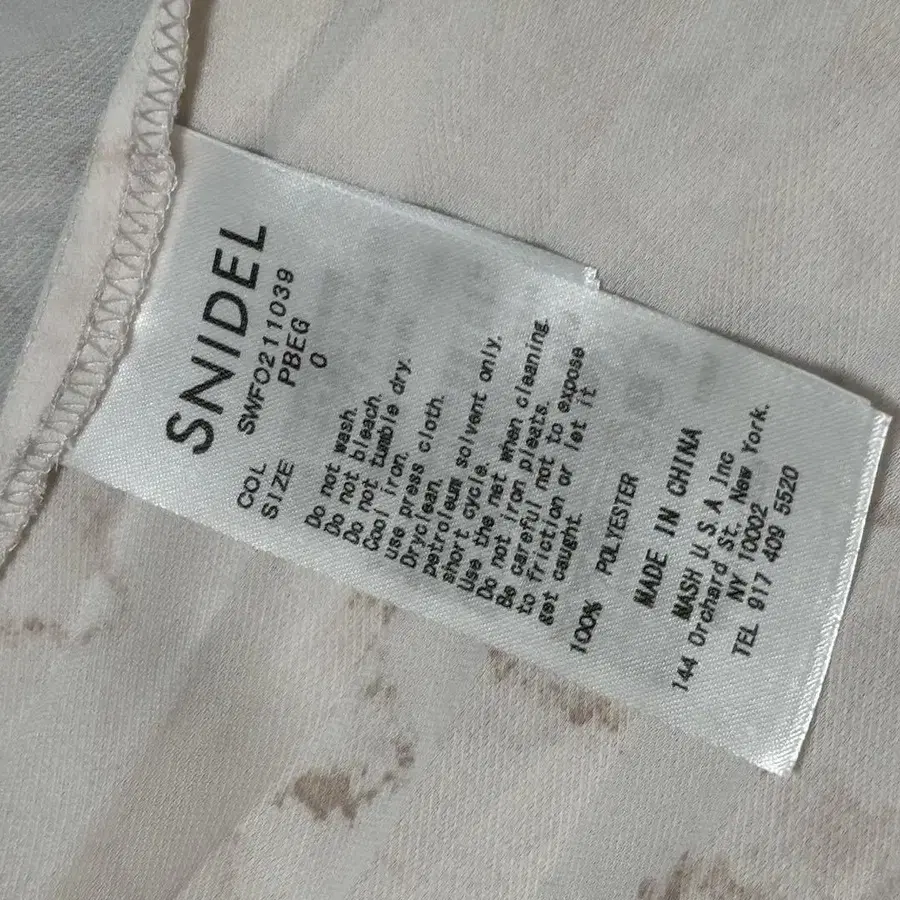 SNIDEL
SWFO211039
COL PBEG
SIZE 0
Do not wash.
Do not bleach.
Do not tumble dry.
Cool iron.
use press cloth.
Dryclean.
petroleum solvent only.
short cycle.
Use the net when cleaning.
Do not iron pleats.
Be careful not to expose
to friction or let it
get caught.
100% POLYESTER
MADE IN CHINA
MASH U S A Inc
144 Orchard St. New York.
NY 10002
TEL 917 409 5520